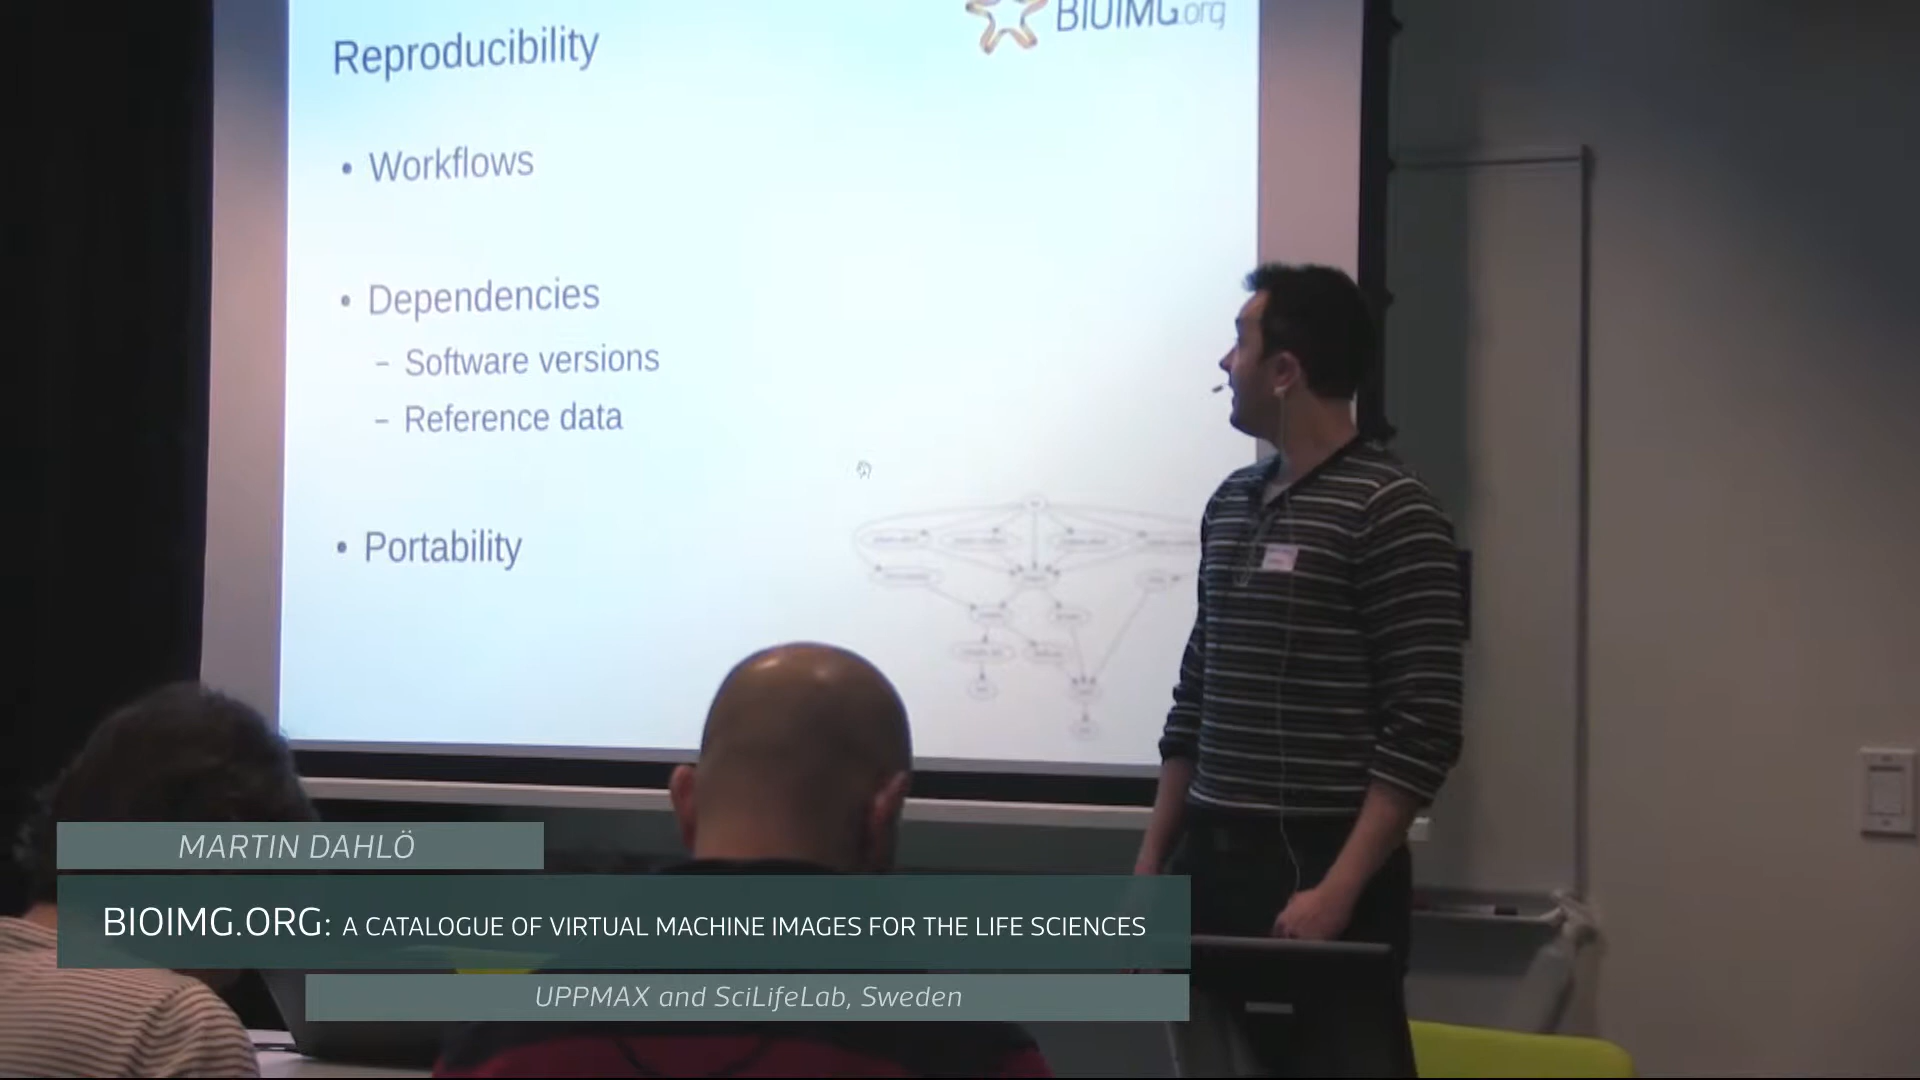 BIOIMG.org
Reproducibility
• Workflows
• Dependencies
– Software versions
– Reference data
• Portability
MARTIN DAHLÖ
BIOIMG.ORG: A CATALOGUE OF VIRTUAL MACHINE IMAGES FOR THE LIFE SCIENCES
UPPMAX and SciLifeLab, Sweden